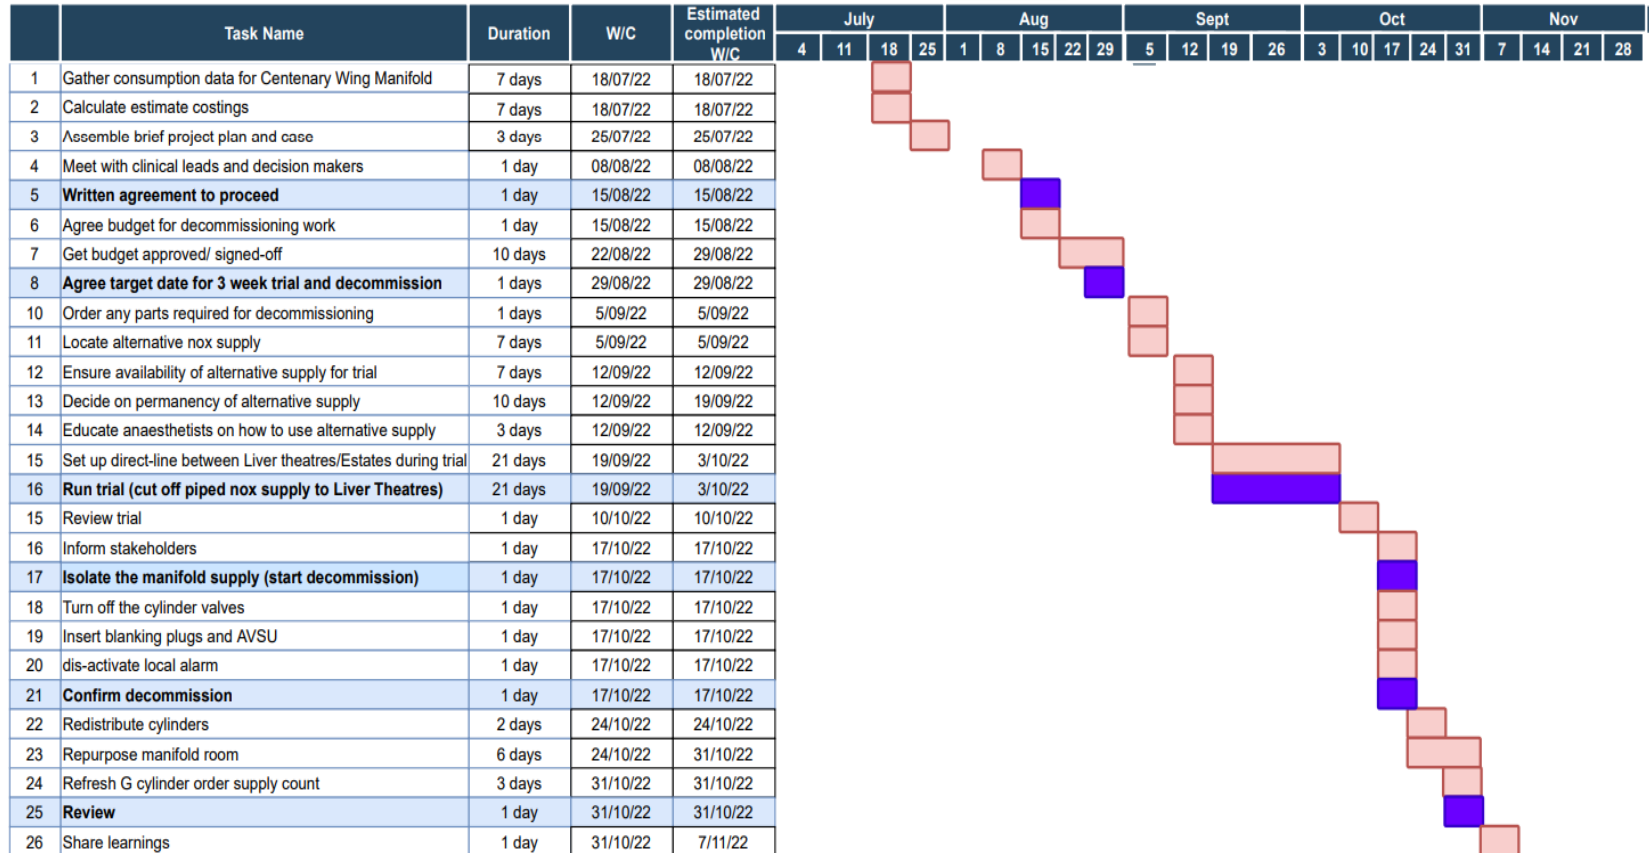 Task Name Duration W/C Estimated completion W/C July Aug Sept Oct Nov
4 11 18 25 1 8 15 22 29 5 12 19 26 3 10 17 24 31 7 14 21 28
1 Gather consumption data for Centenary Wing Manifold 7 days 18/07/22 18/07/22
2 Calculate estimate costings 7 days 18/07/22 18/07/22
3 Assemble brief project plan and case 3 days 25/07/22 25/07/22
4 Meet with clinical leads and decision makers 1 day 08/08/22 08/08/22
5 Written agreement to proceed 1 day 15/08/22 15/08/22
6 Agree budget for decommissioning work 1 day 15/08/22 15/08/22
7 Get budget approved/ signed-off 10 days 22/08/22 29/08/22
8 Agree target date for 3 week trial and decommission 1 days 29/08/22 29/08/22
10 Order any parts required for decommissioning 1 days 5/09/22 5/09/22
11 Locate alternative nox supply 7 days 5/09/22 5/09/22
12 Ensure availability of alternative supply for trial 7 days 12/09/22 12/09/22
13 Decide on permanency of alternative supply 10 days 12/09/22 19/09/22
14 Educate anaesthetists on how to use alternative supply 3 days 12/09/22 12/09/22
15 Set up direct-line between Liver theatres/Estates during trial 21 days 19/09/22 3/10/22
16 Run trial (cut off piped nox supply to Liver Theatres) 21 days 19/09/22 3/10/22
15 Review trial 1 day 10/10/22 10/10/22
16 Inform stakeholders 1 day 17/10/22 17/10/22
17 Isolate the manifold supply (start decommission) 1 day 17/10/22 17/10/22
18 Turn off the cylinder valves 1 day 17/10/22 17/10/22
19 Insert blanking plugs and AVSU 1 day 17/10/22 17/10/22
20 dis-activate local alarm 1 day 17/10/22 17/10/22
21 Confirm decommission 1 day 17/10/22 17/10/22
22 Redistribute cylinders 2 days 24/10/22 24/10/22
23 Repurpose manifold room 6 days 24/10/22 31/10/22
24 Refresh G cylinder order supply count 3 days 31/10/22 31/10/22
25 Review 1 day 31/10/22 31/10/22
26 Share learnings 1 day 31/10/22 7/11/22